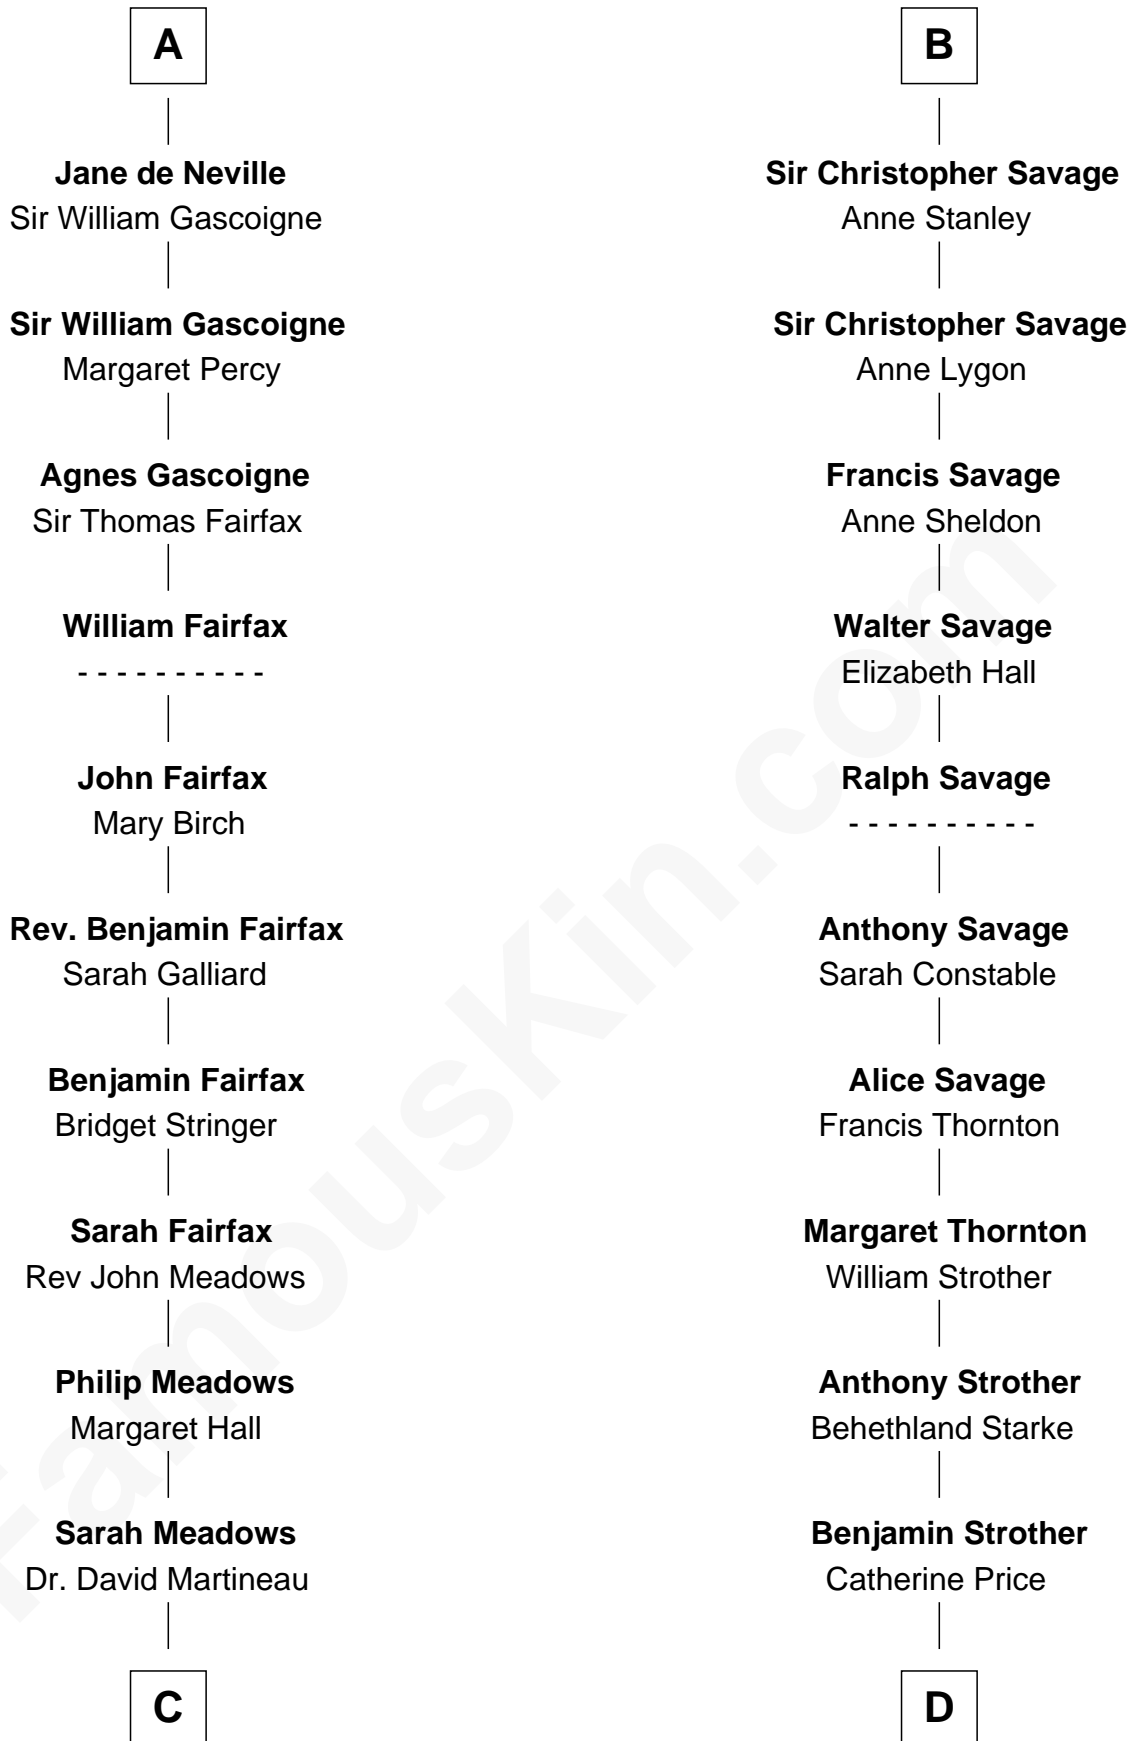 A
Jane de Neville
Sir William Gascoigne
Sir William Gascoigne
Margaret Percy
Agnes Gascoigne
Sir Thomas Fairfax
William Fairfax
- - - - - - - - - -
John Fairfax
Mary Birch
Rev. Benjamin Fairfax
Sarah Galliard
Benjamin Fairfax
Bridget Stringer
Sarah Fairfax
Rev John Meadows
Philip Meadows
Margaret Hall
Sarah Meadows
Dr. David Martineau
C
B
Sir Christopher Savage
Anne Stanley
Sir Christopher Savage
Anne Lygon
Francis Savage
Anne Sheldon
Walter Savage
Elizabeth Hall
Ralph Savage
- - - - - - - - - -
Anthony Savage
Sarah Constable
Alice Savage
Francis Thornton
Margaret Thornton
William Strother
Anthony Strother
Behethland Starke
Benjamin Strother
Catherine Price
D
FamousKin.com